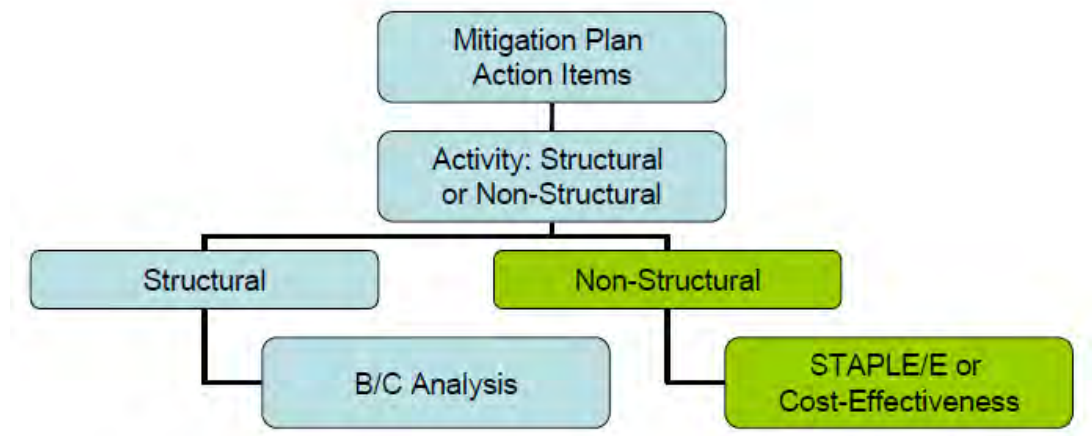 Mitigation Plan
Action Items
Activity: Structural
or Non-Structural
Structural
Non-Structural
B/C Analysis
STAPLE/E or
Cost-Effectiveness